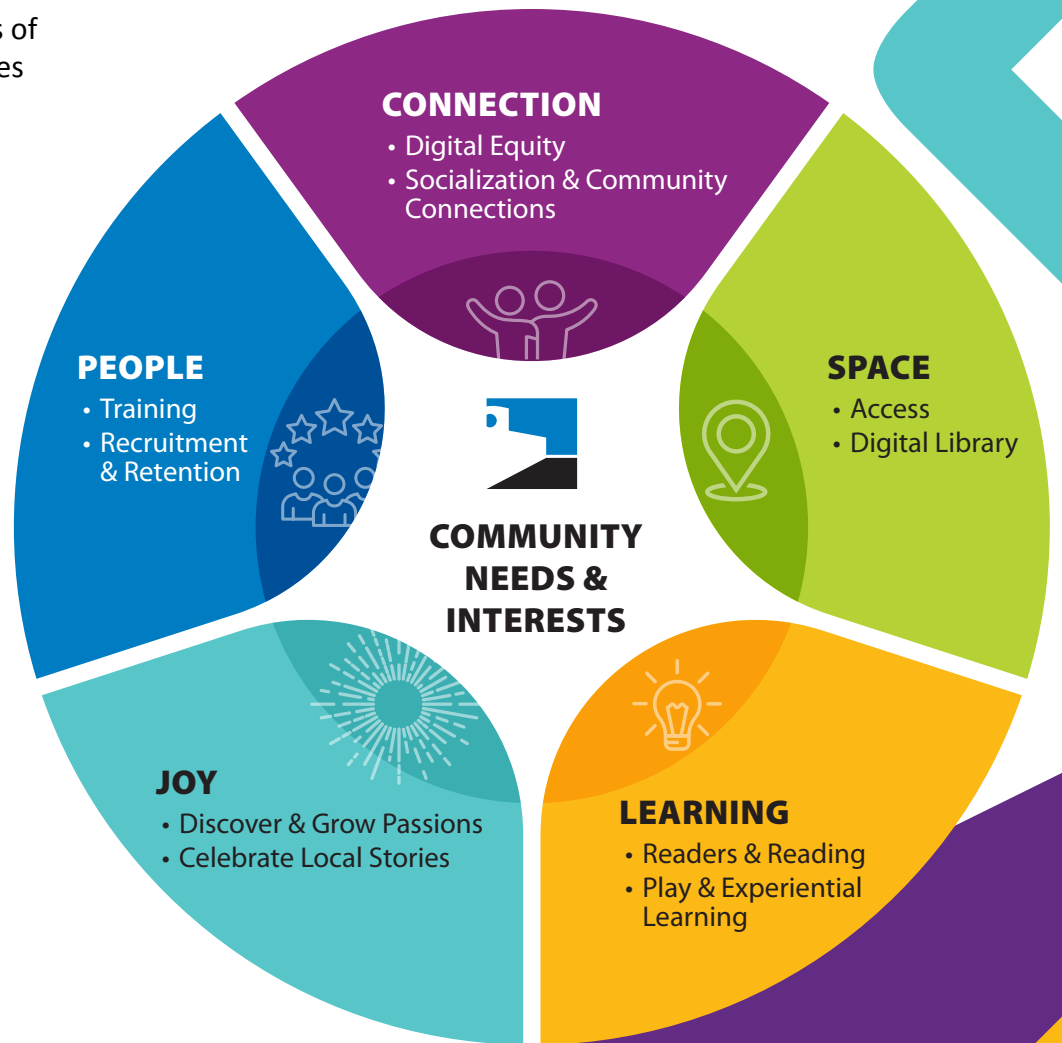 s of
es
CONNECTION
• Digital Equity
• Socialization & Community
Connections
PEOPLE
• Training
• Recruitment
& Retention
SPACE
• Access
• Digital Library
COMMUNITY
NEEDS &
INTERESTS
JOY
• Discover & Grow Passions
• Celebrate Local Stories
LEARNING
• Readers & Reading
• Play & Experiential
Learning